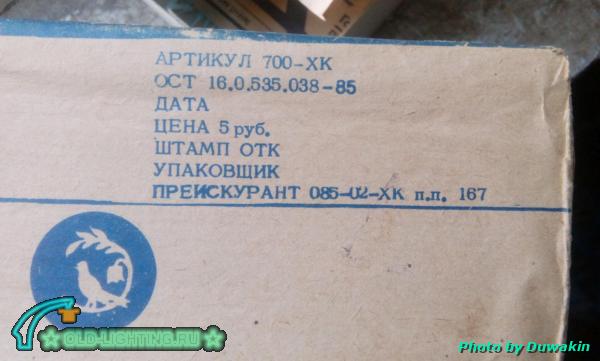 АРТИКУЛ 700-ХК
ОСТ 16.0.535.038-85
ДАТА
ЦЕНА 5 руб.
ШТАМП ОТК
УПАКОВЩИК
ПРЕЙСКУРАНТ 085-02-ХК п.п. 167
OLD-LIGHTING.RU
Photo by Duwakin